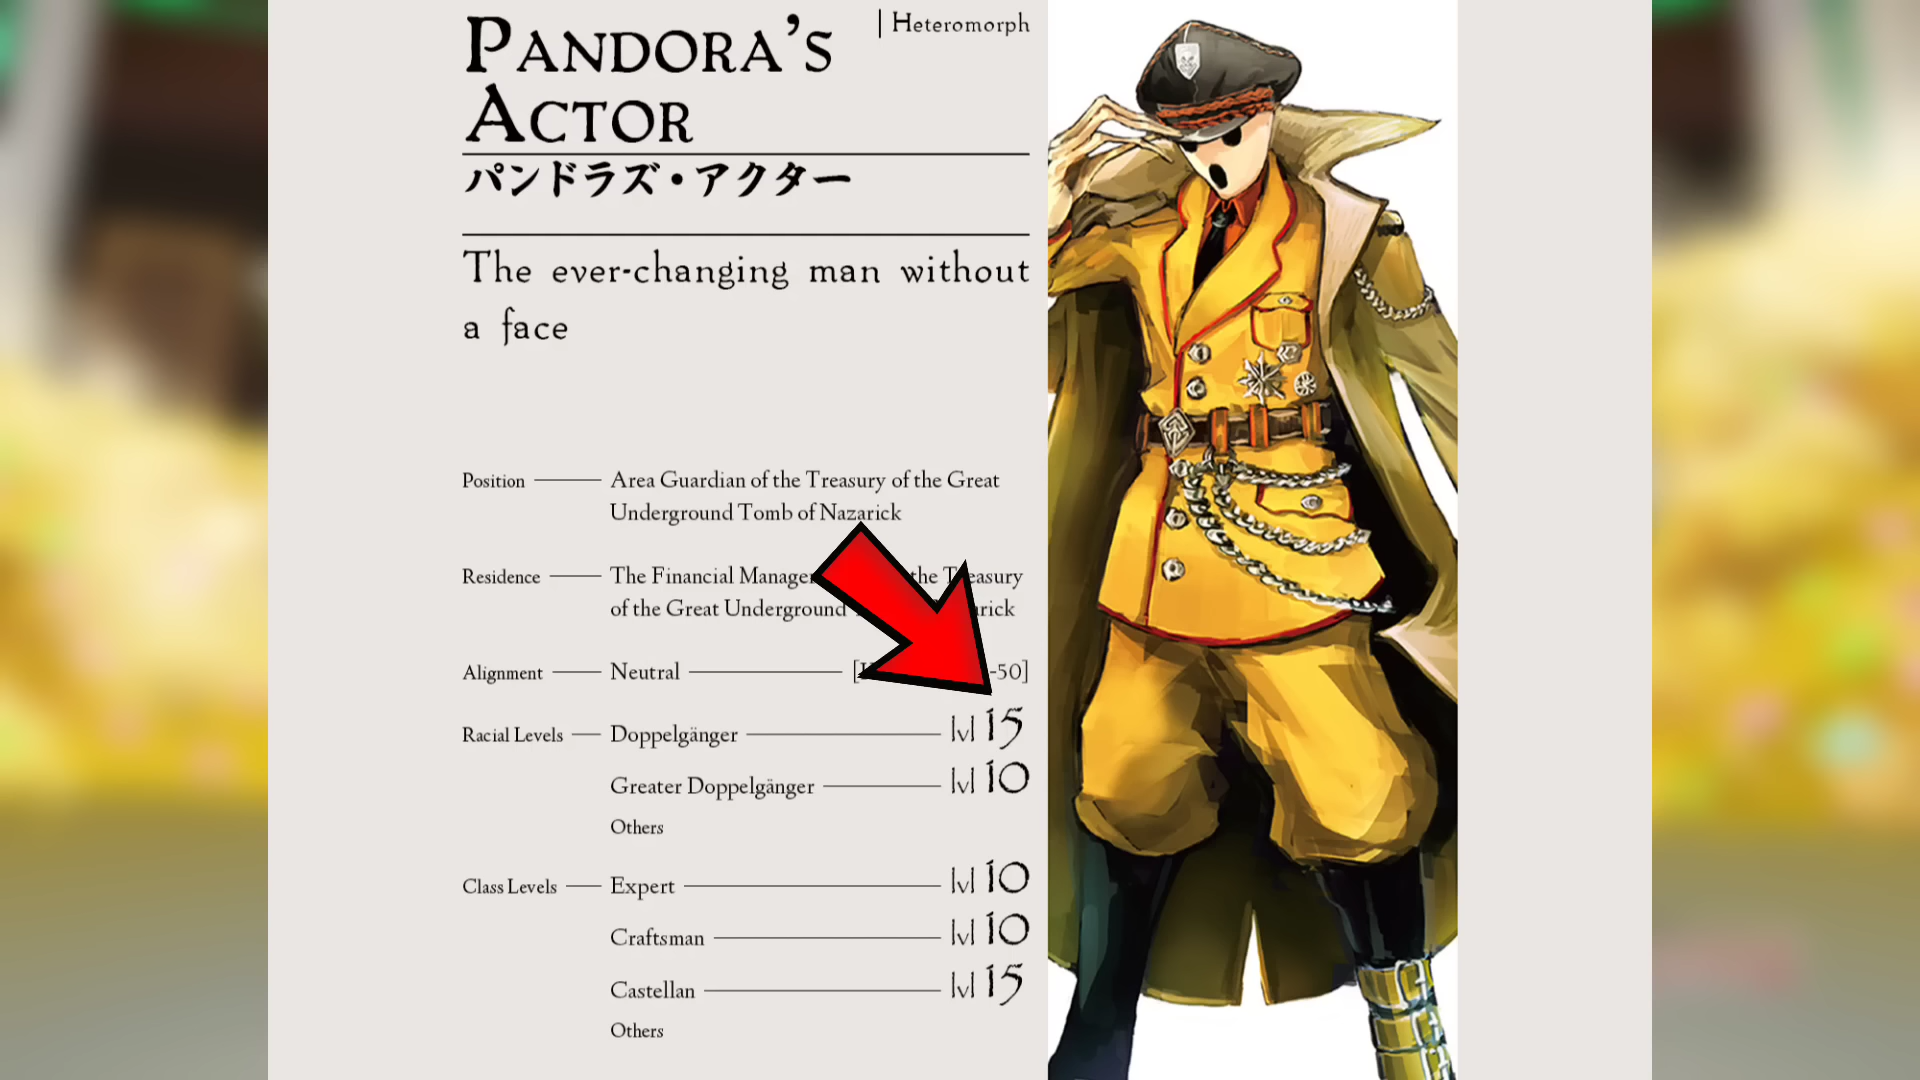 PANDORA'S
ACTOR
| Heteromorph
パンドラズ・アクター
The ever-changing man without
a face
Position Area Guardian of the Treasury of the Great
Underground Tomb of Nazarick
Residence The Financial Manager the Treasury
of the Great Underground
Alignment Neutral -50]
Racial Levels Doppelgänger lvl 15
Greater Doppelgänger lvl 10
Others
Class Levels Expert lvl 10
Craftsman lvl 10
Castellan lvl 15
Others